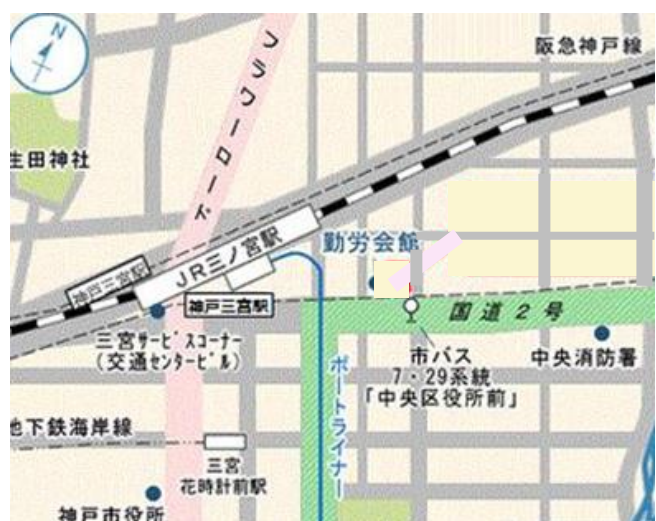 N
阪急神戸線
フラワーロード
生田神社
勤労会館
JR三ノ宮駅
神戸三宮駅
神戸三宮駅
国道2号
三宮サービスコーナー
(交通センタービル)
市バス
7・29系統
「中央区役所前」
中央消防署
ポートライナー
地下鉄海岸線
三宮
花時計前駅
神戸市役所